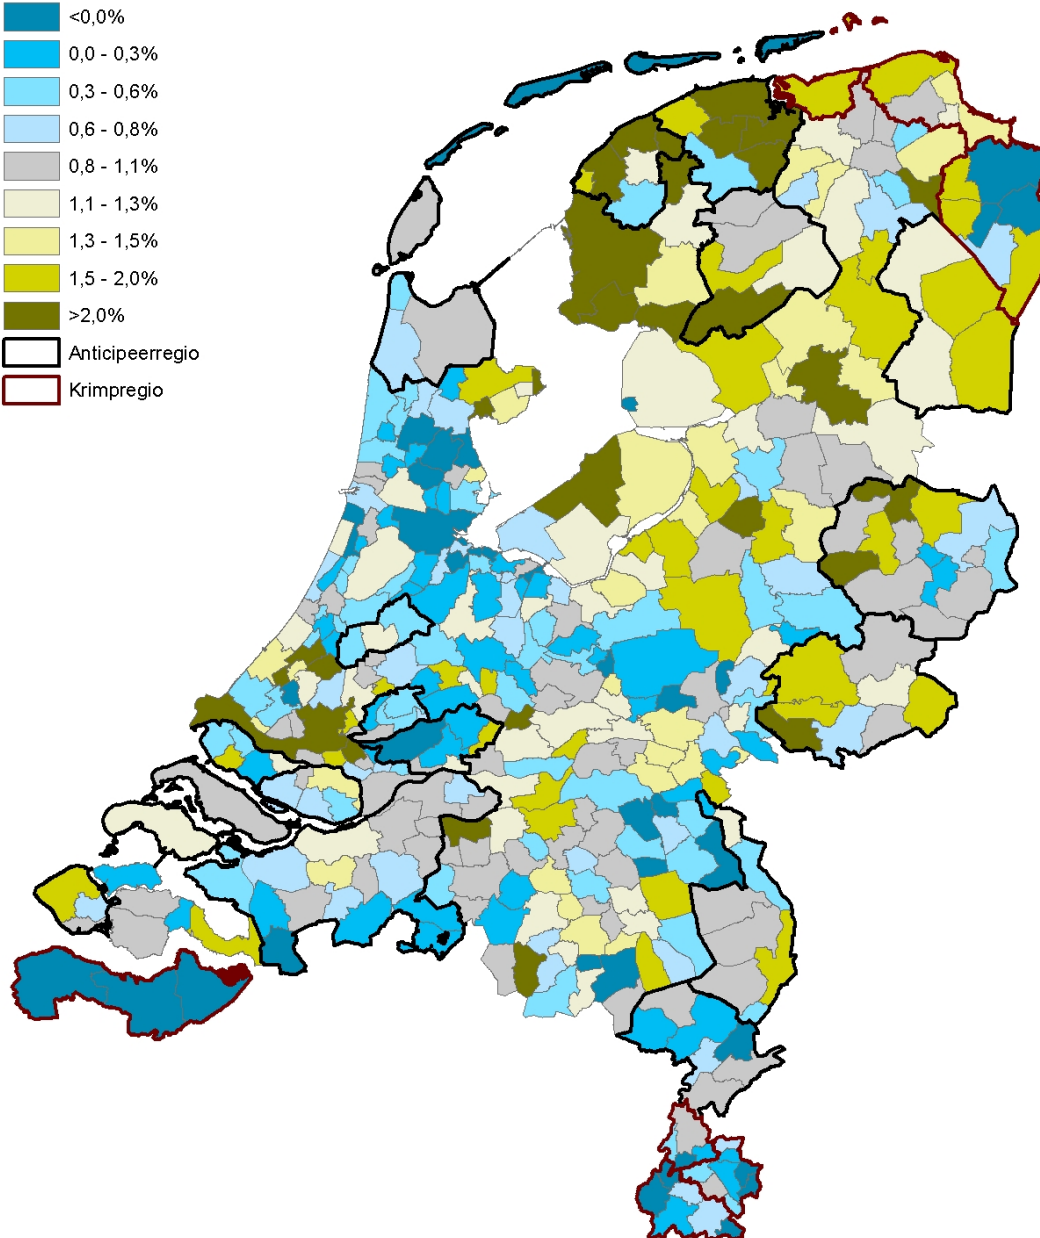 <0,0%
0,0 - 0,3%
0,3 - 0,6%
0,6 - 0,8%
0,8 - 1,1%
1,1 - 1,3%
1,3 - 1,5%
1,5 - 2,0%
>2,0%
Anticipeerregio
Krimpregio